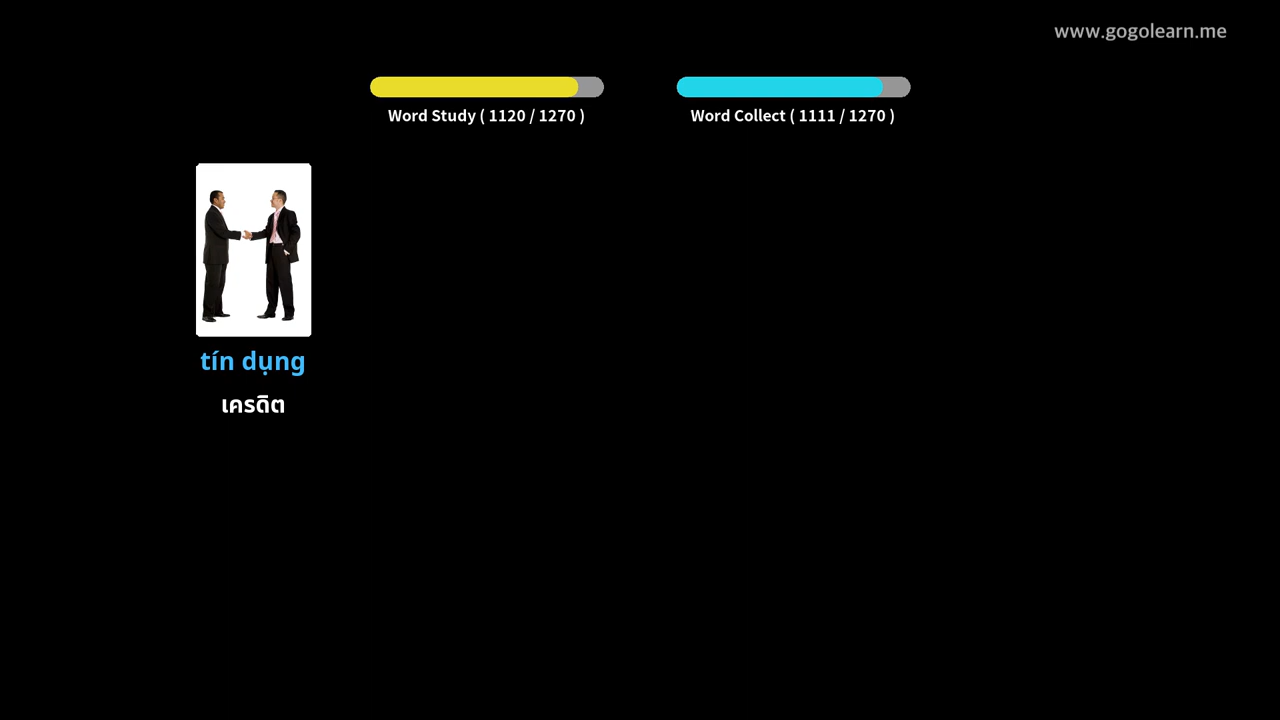 www.gogolearn.me
Word Study ( 1120 / 1270 )
Word Collect ( 1111 / 1270 )
tín dụng
เครดิต